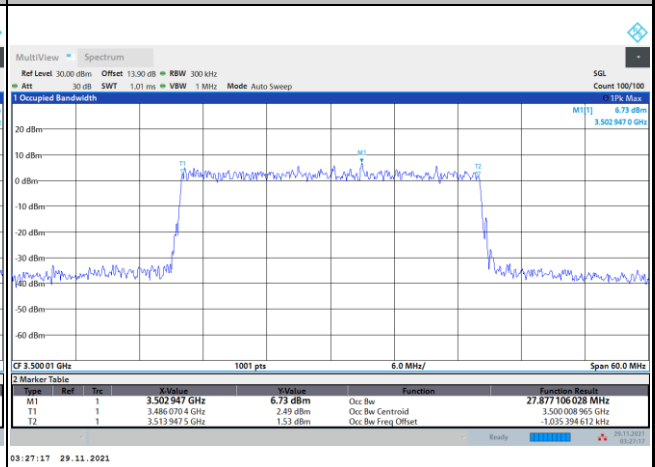 MultiView Spectrum
Ref Level 30.00 dBm Offset 13.90 dB RBW 300 kHz SGL
Att 30 dB SWT 1.01 ms VBW 1 MHz Mode Auto Sweep Count 100/100
1 Occupied Bandwidth 1Pk Max
M1[1] 6.73 dBm
3.502 947 0 GHz
20 dBm
10 dBm
M1
T1
T2
0 dBm
-10 dBm
-20 dBm
-30 dBm
-40 dBm
-50 dBm
-60 dBm
CF 3.500 01 GHz 1001 pts 6.0 MHz/ Span 60.0 MHz
2 Marker Table
Type Ref Trc X-Value Y-Value Function Function Result
M1 1 3.502 947 GHz 6.73 dBm Occ Bw 27.877 106 028 MHz
T1 1 3.486 070 4 GHz 2.49 dBm Occ Bw Centroid 3.500 008 965 GHz
T2 1 3.513 947 5 GHz 1.53 dBm Occ Bw Freq Offset -1.035 394 612 kHz
Ready 29.11.2021
03:27:17
03:27:17 29.11.2021